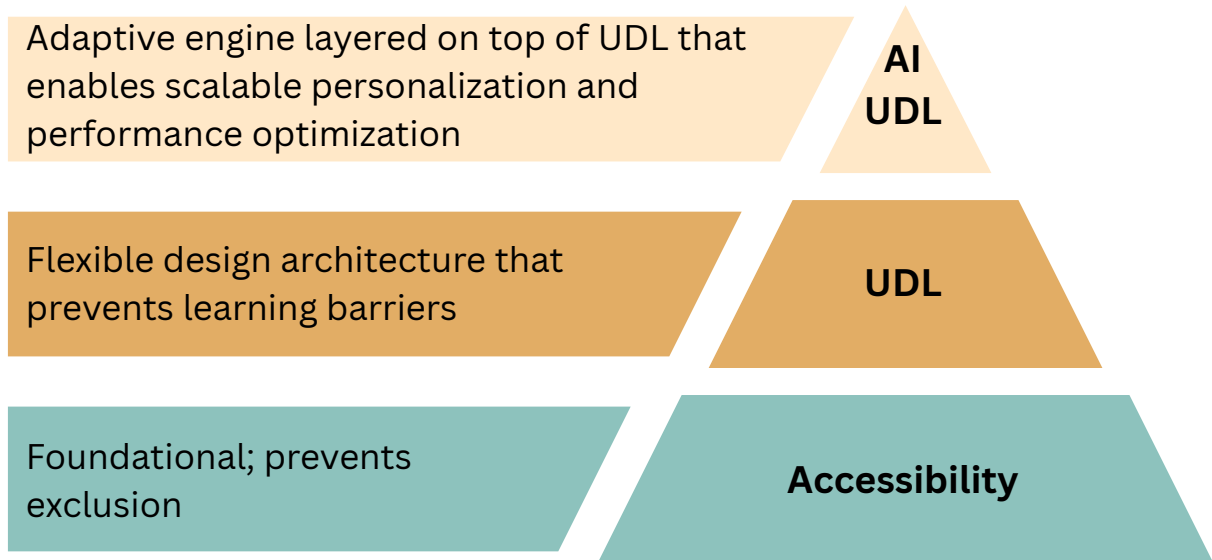 Adaptive engine layered on top of UDL that
enables scalable personalization and
performance optimization
AI
UDL
Flexible design architecture that
prevents learning barriers
UDL
Foundational; prevents
exclusion
Accessibility